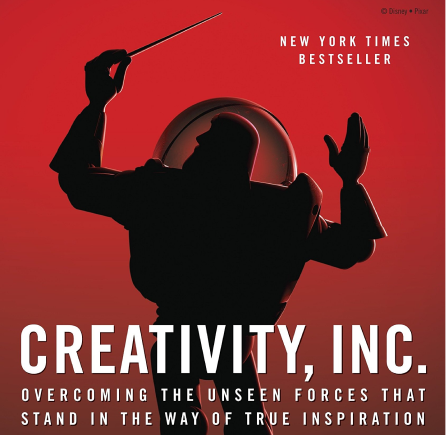 © Disney • Pixar
NEW YORK TIMES
BESTSELLER
CREATIVITY, INC.
OVERCOMING THE UNSEEN FORCES THAT
STAND IN THE WAY OF TRUE INSPIRATION